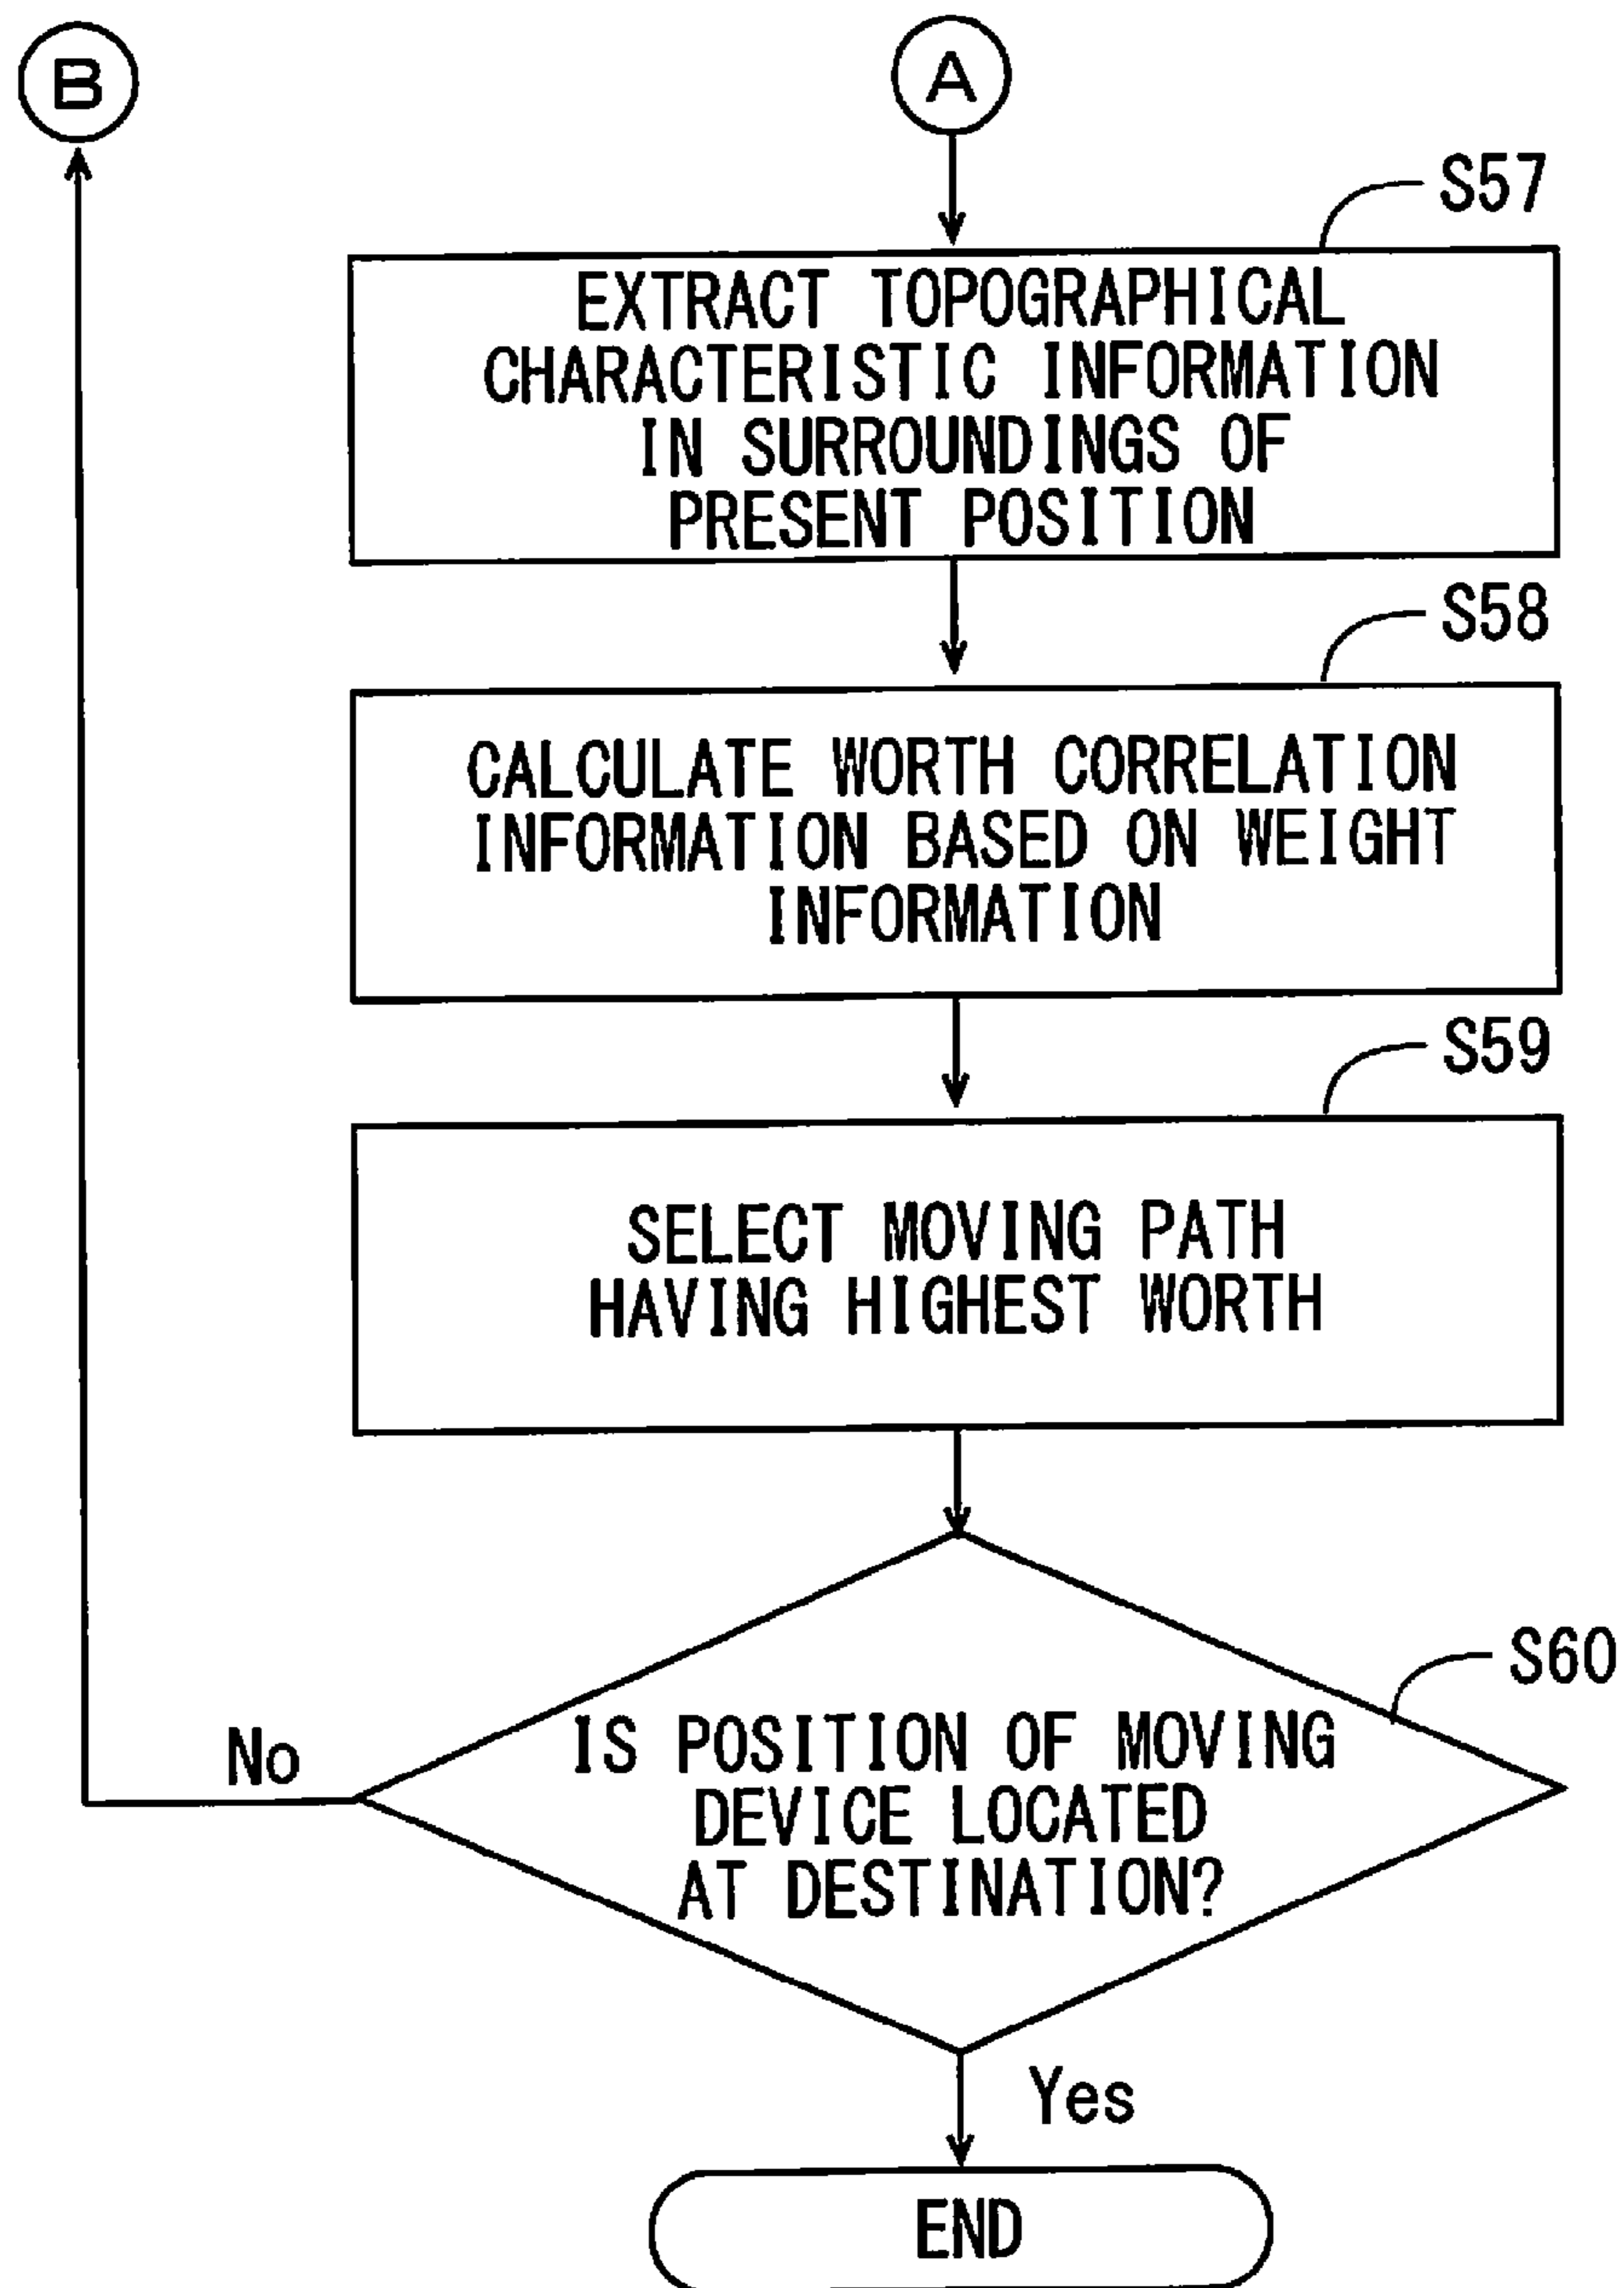 B
A
S57
EXTRACT TOPOGRAPHICAL
CHARACTERISTIC INFORMATION
IN SURROUNDINGS OF
PRESENT POSITION
S58
CALCULATE WORTH CORRELATION
INFORMATION BASED ON WEIGHT
INFORMATION
S59
SELECT MOVING PATH
HAVING HIGHEST WORTH
S60
No
IS POSITION OF MOVING
DEVICE LOCATED
AT DESTINATION?
Yes
END